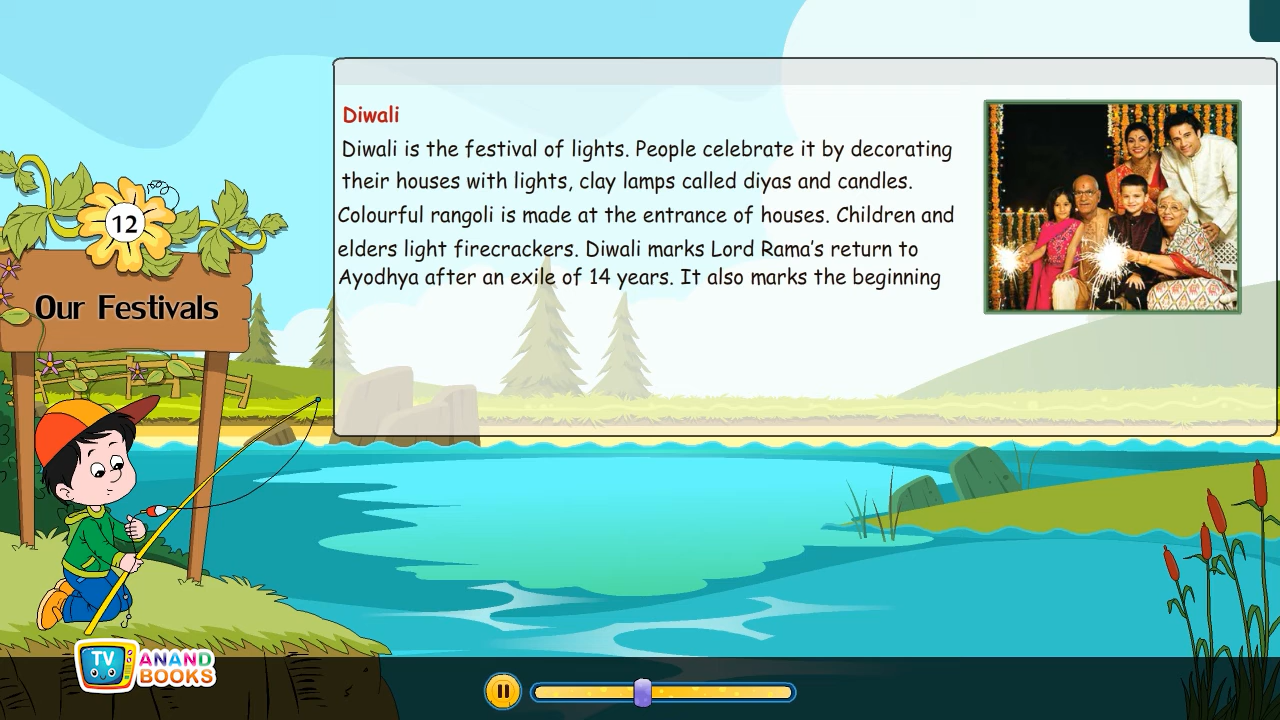 Diwali
Diwali is the festival of lights. People celebrate it by decorating
their houses with lights, clay lamps called diyas and candles.
Colourful rangoli is made at the entrance of houses. Children and
elders light firecrackers. Diwali marks Lord Rama's return to
Ayodhya after an exile of 14 years. It also marks the beginning
12
Our Festivals
TV
ANAND
BOOKS